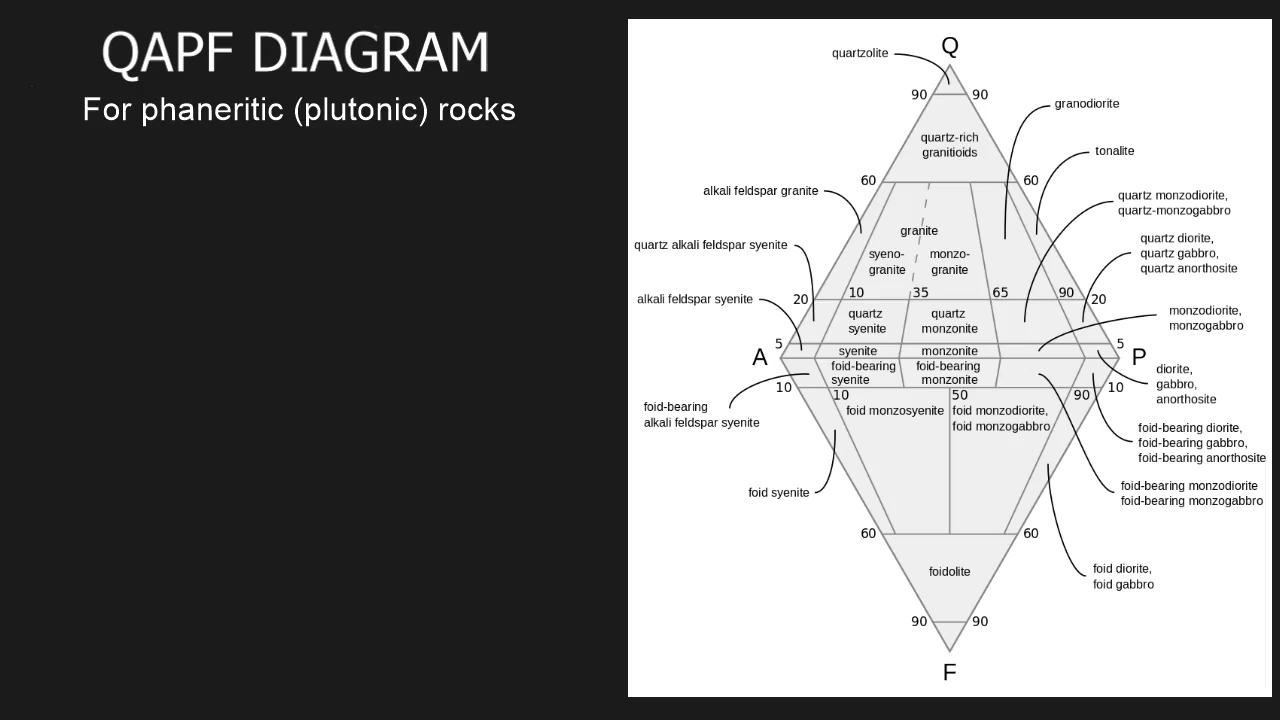 QAPF DIAGRAM
For phaneritic (plutonic) rocks
Q
quartzolite
90
90
granodiorite
quartz-rich
granitioids
tonalite
60
60
alkali feldspar granite
quartz monzodiorite,
quartz-monzogabbro
granite
quartz alkali feldspar syenite
quartz diorite,
quartz gabbro,
quartz anorthosite
syeno-
granite
monzo-
granite
alkali feldspar syenite
20
10
35
65
90
20
quartz
syenite
quartz
monzonite
monzodiorite,
monzogabbro
5
5
A
syenite
monzonite
P
foid-bearing
syenite
foid-bearing
monzonite
diorite,
gabbro,
anorthosite
10
10
10
50
90
foid-bearing
alkali feldspar syenite
foid monzosyenite
foid monzodiorite,
foid monzogabbro
foid-bearing diorite,
foid-bearing gabbro,
foid-bearing anorthosite
foid syenite
foid-bearing monzodiorite
foid-bearing monzogabbro
60
60
foidolite
foid diorite,
foid gabbro
90
90
F